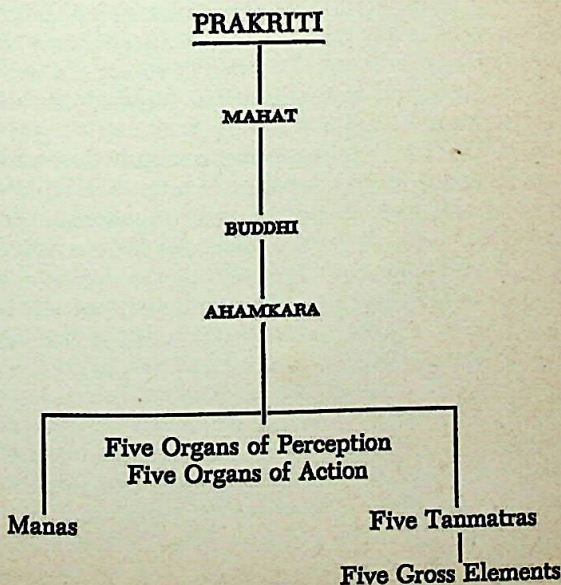 PRAKRITI
MAHAT
BUDDHI
AHAMKARA
Five Organs of Perception
Five Organs of Action
Manas
Five Tanmatras
Five Gross Elements